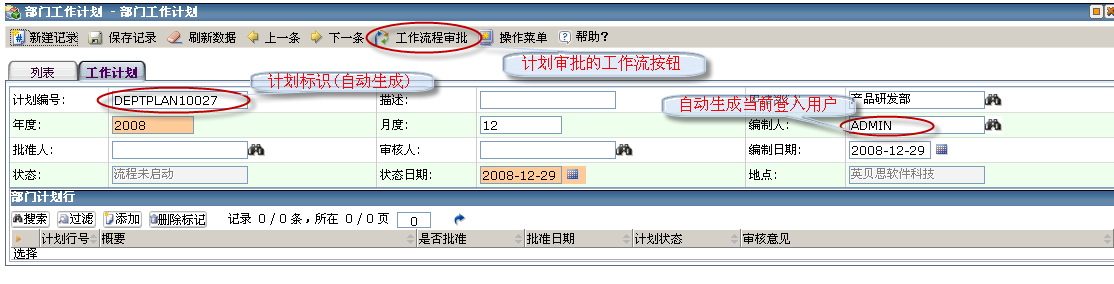 部门工作计划 - 部门工作计划
新建记录 保存记录 刷新数据 上一条 下一条 工作流程审批 操作菜单 帮助?
计划审批的工作流按钮
列表 工作计划
计划标识(自动生成)
计划编号: DEPTPLAN10027 描述: 产品研发部
自动生成当前登入用户
年度: 2008 月度: 12 编制人: ADMIN
批准人: 审核人: 编制日期: 2008-12-29
状态: 流程未启动 状态日期: 2008-12-29 地点: 英贝思软件科技
部门计划行
搜索 过滤 添加 删除标记 记录 0/0条,所在 0/0页 0
计划行号 概要 是否批准 批准日期 计划状态 审核意见
选择